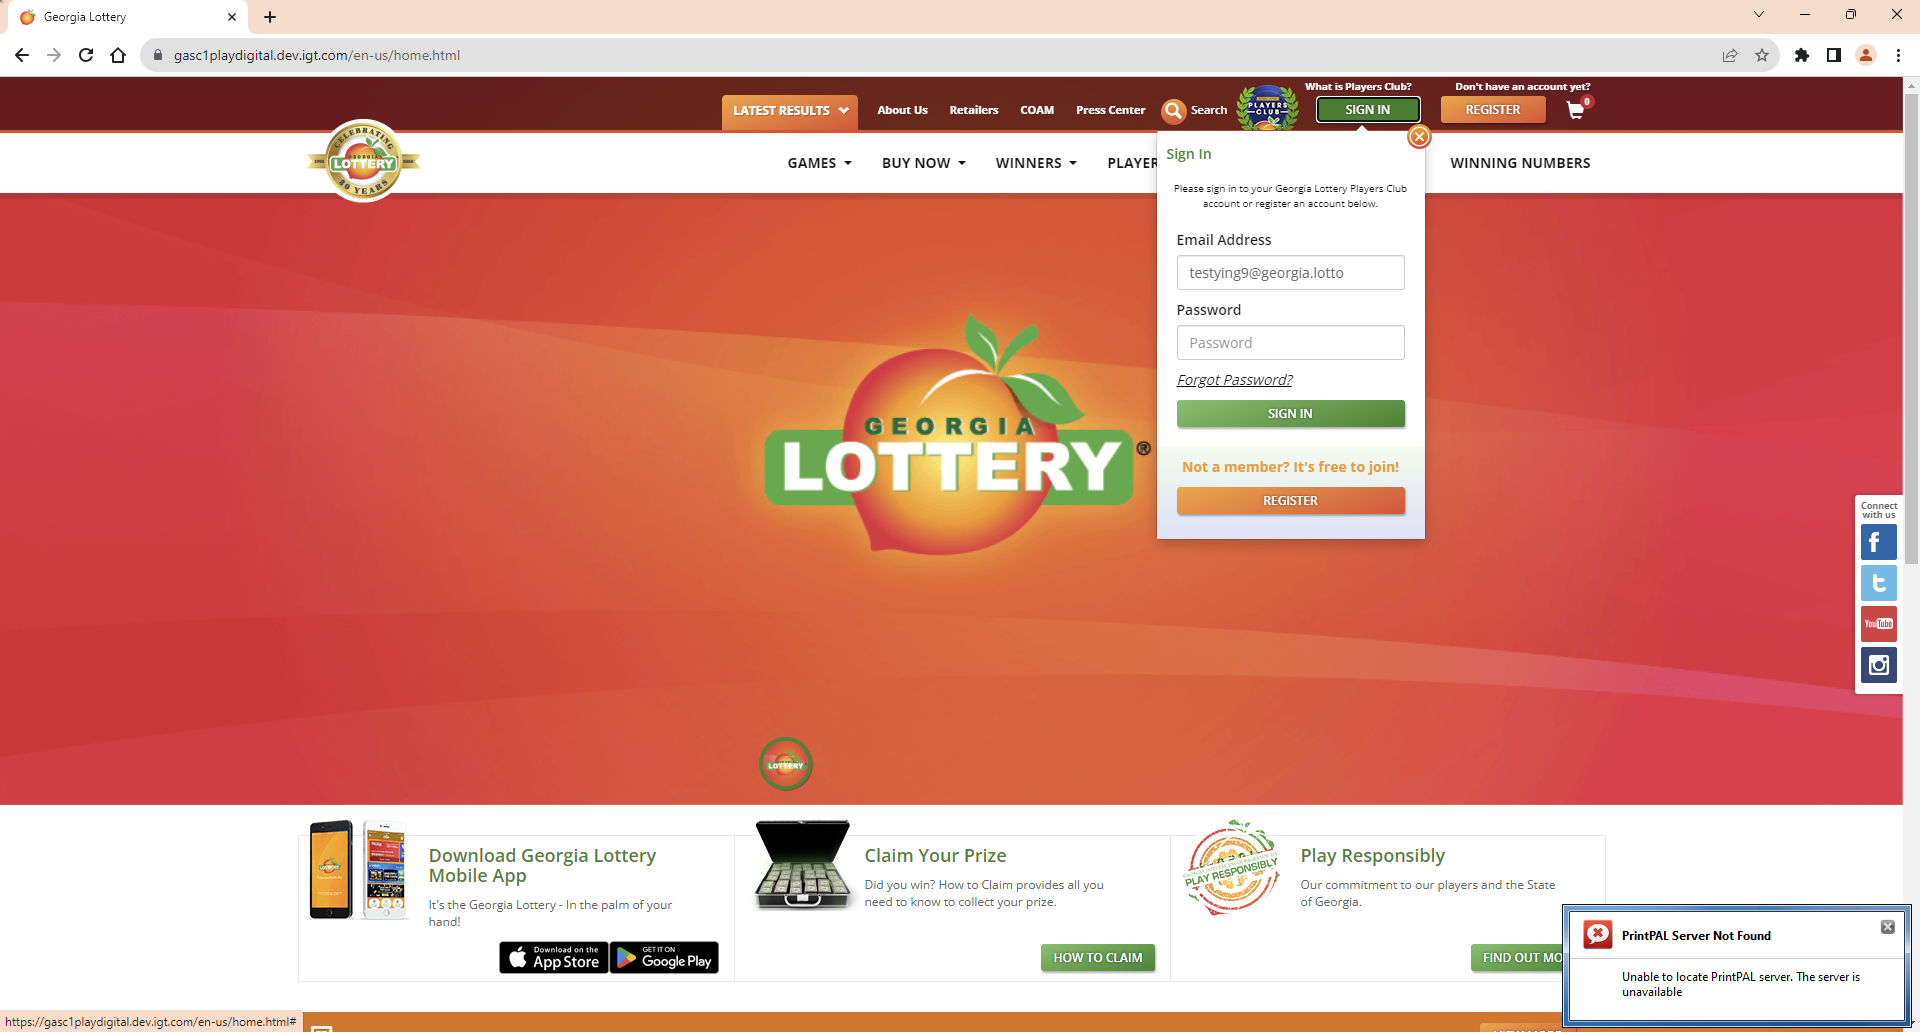 Georgia Lottery
gasc1playdigital.dev.igt.com/en-us/home.html
What is Players Club?
Don't have an account yet?
LATEST RESULTS
About Us
Retailers
COAM
Press Center
Search
PLAYERS
CLUB
SIGN IN
REGISTER
0
CELEBRATING
GEORGIA
LOTTERY
30 YEARS
GAMES
BUY NOW
WINNERS
PLAYER
WINNING NUMBERS
Sign In
Please sign in to your Georgia Lottery Players Club
account or register an account below.
Email Address
testying9@georgia.lotto
Password
Password
Forgot Password?
SIGN IN
Not a member? It's free to join!
REGISTER
GEORGIA
LOTTERY®
Connect
with us
f
t
YouTube
LOTTERY
Download Georgia Lottery
Mobile App
It's the Georgia Lottery - In the palm of your
hand!
Download on the
App Store
GET IT ON
Google Play
Claim Your Prize
Did you win? How to Claim provides all you
need to know to collect your prize.
HOW TO CLAIM
PLAY RESPONSIBLY
Play Responsibly
Our commitment to our players and the State
of Georgia.
FIND OUT MO
PrintPAL Server Not Found
Unable to locate PrintPAL server. The server is
unavailable
https://gasc1playdigital.dev.igt.com/en-us/home.html#